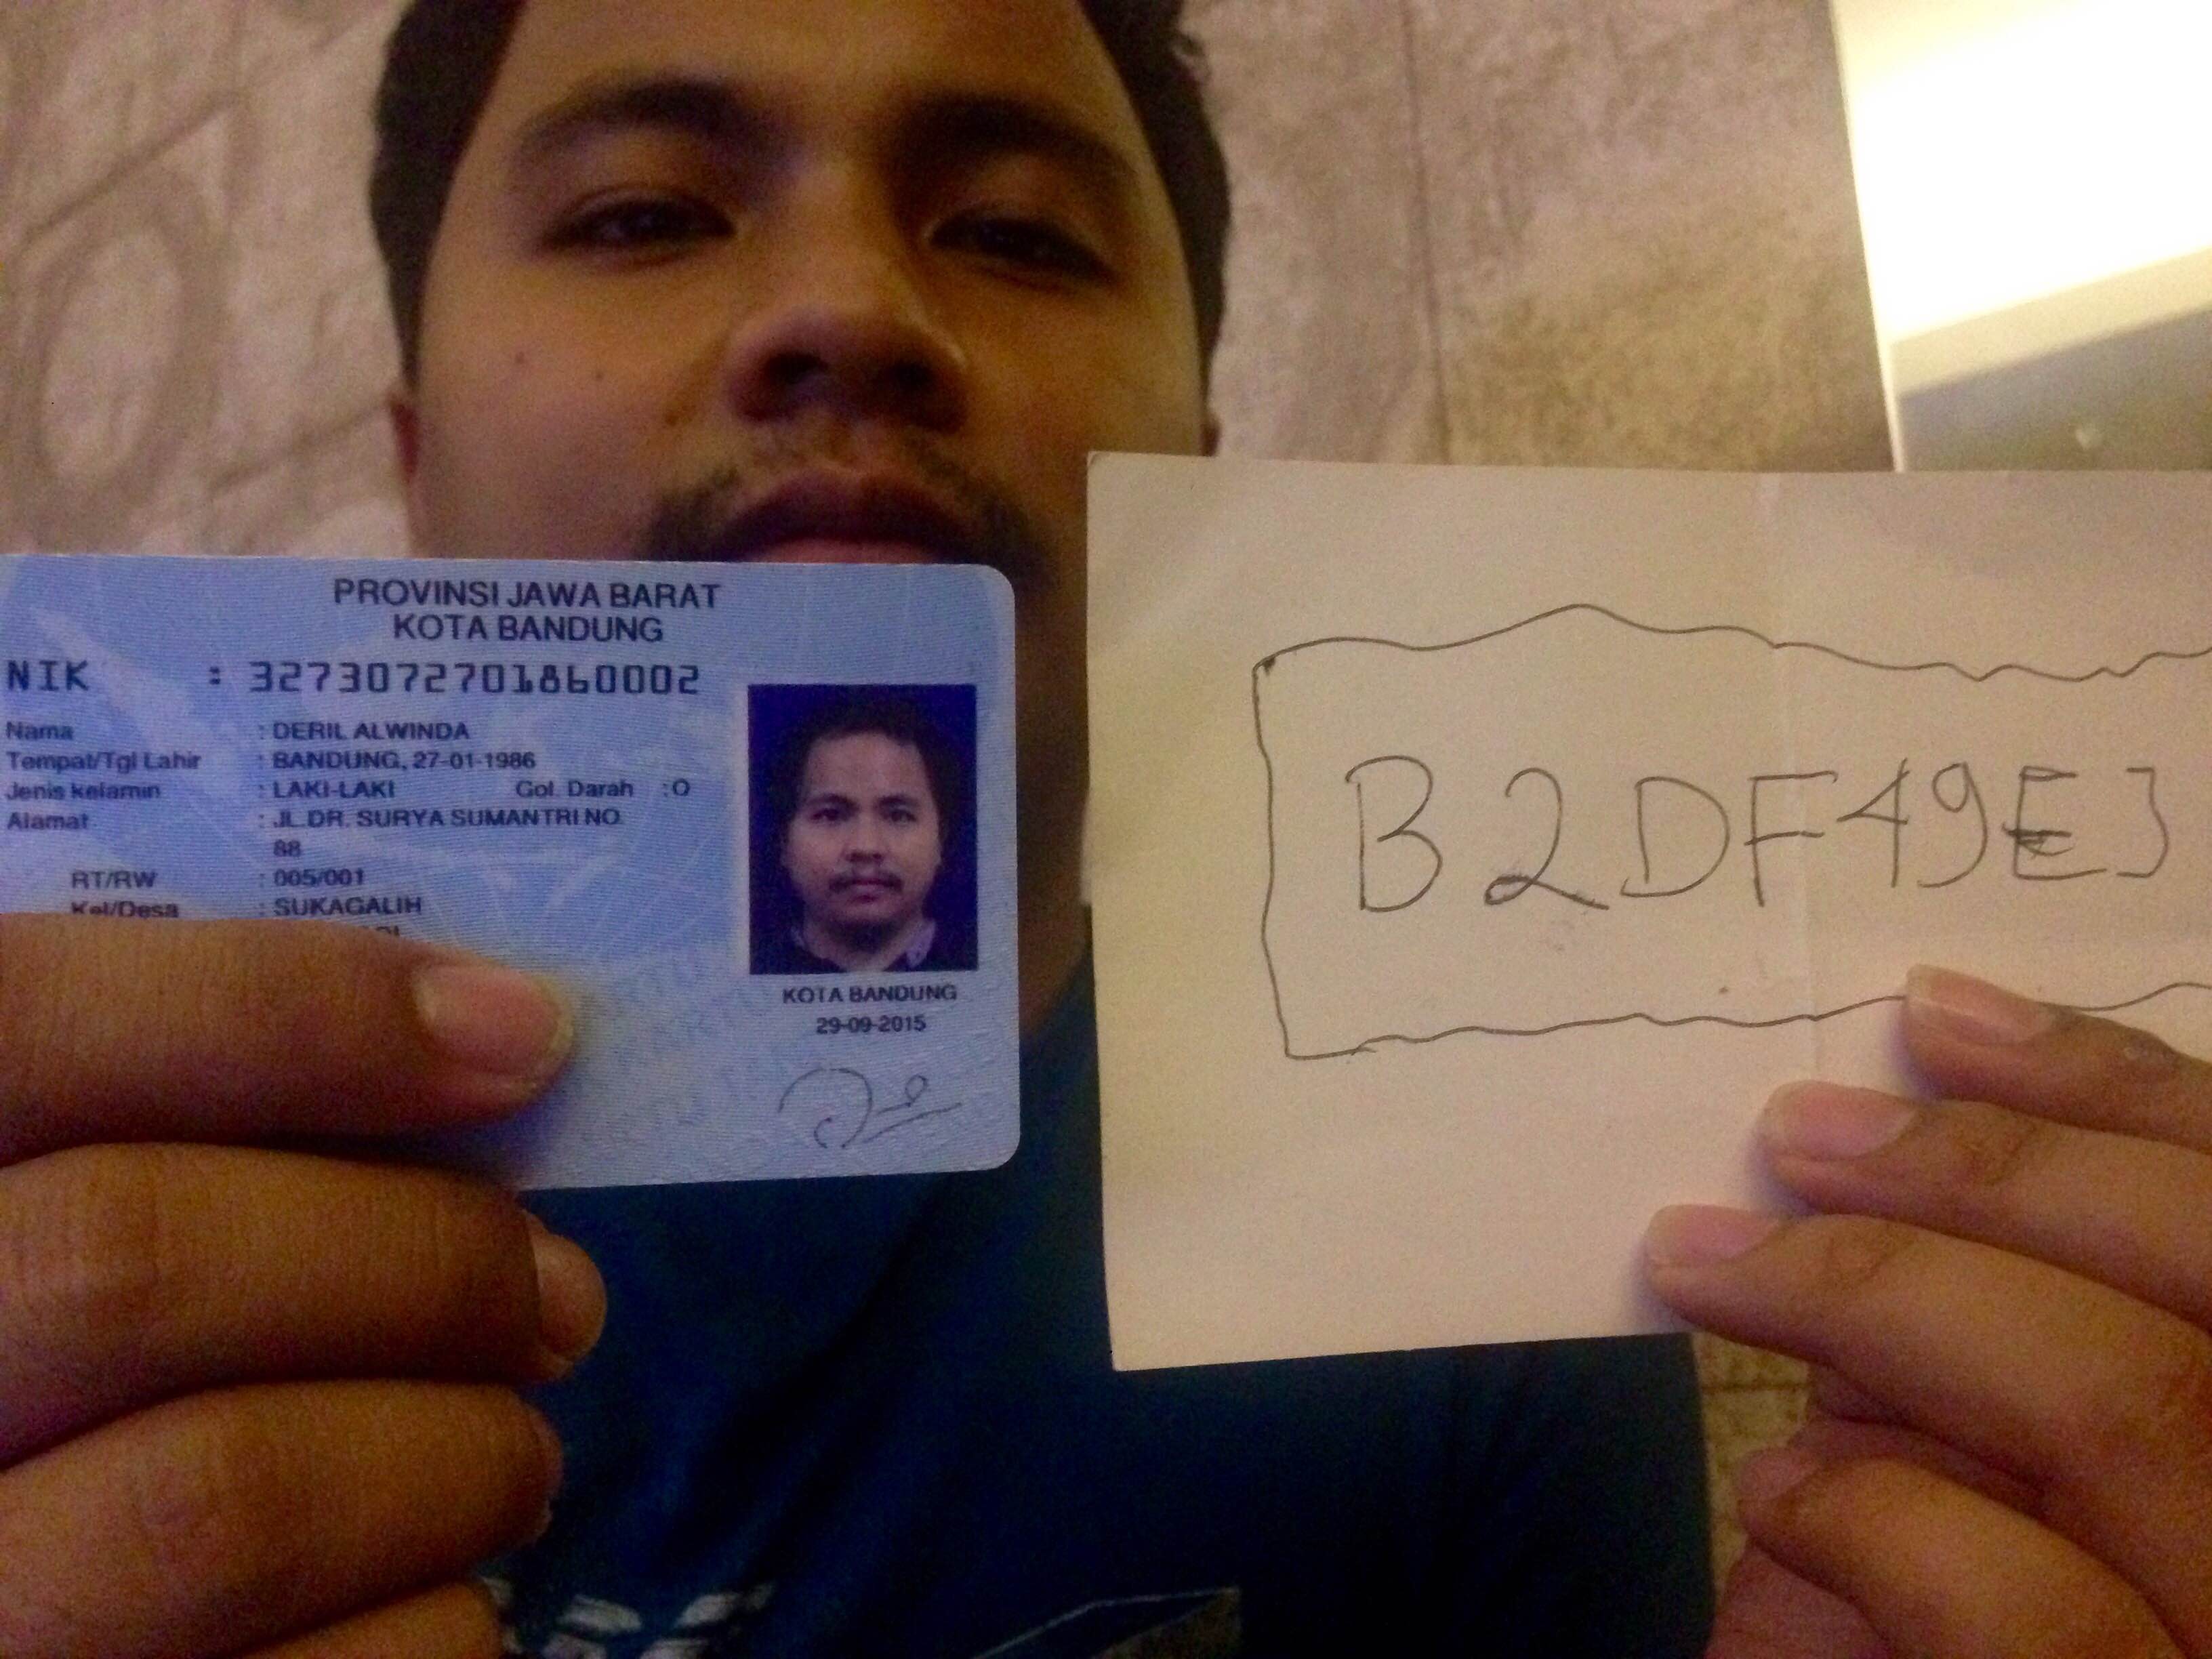 PROVINSI JAWA BARAT
KOTA BANDUNG
NIK : 3273072701860002
Nama : DERIL ALWINDA
Tempat/Tgl Lahir : BANDUNG, 27-01-1986
Jenis kelamin : LAKI-LAKI Gol. Darah : O
Alamat : JL.DR. SURYA SUMANTRI NO.
88
RT/RW : 005/001
Kel/Desa : SUKAGALIH
KOTA BANDUNG
29-09-2015
B2DF49E